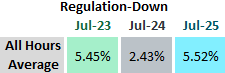 Regulation-Down
Jul-23 Jul-24 Jul-25
All Hours Average 5.45% 2.43% 5.52%